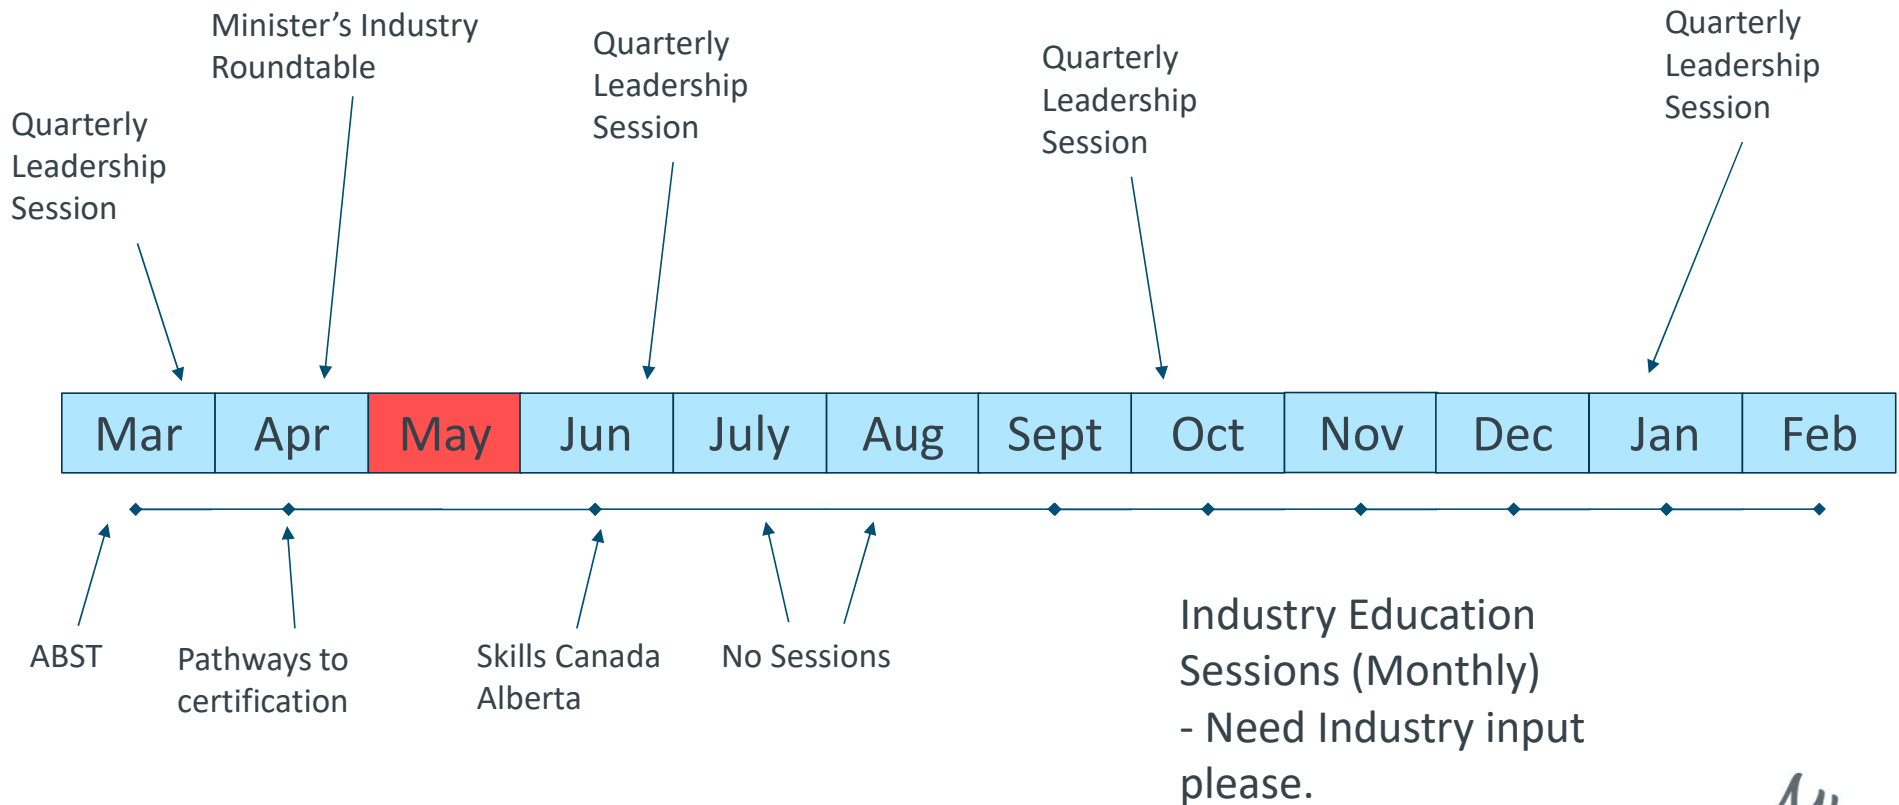 Minister’s Industry
Roundtable
Quarterly
Leadership
Session
Quarterly
Leadership
Session
Quarterly
Leadership
Session
Quarterly
Leadership
Session
Mar
Apr
May
Jun
July
Aug
Sept
Oct
Nov
Dec
Jan
Feb
ABST
Pathways to
certification
Skills Canada
Alberta
No Sessions
Industry Education
Sessions (Monthly)
- Need Industry input
please.